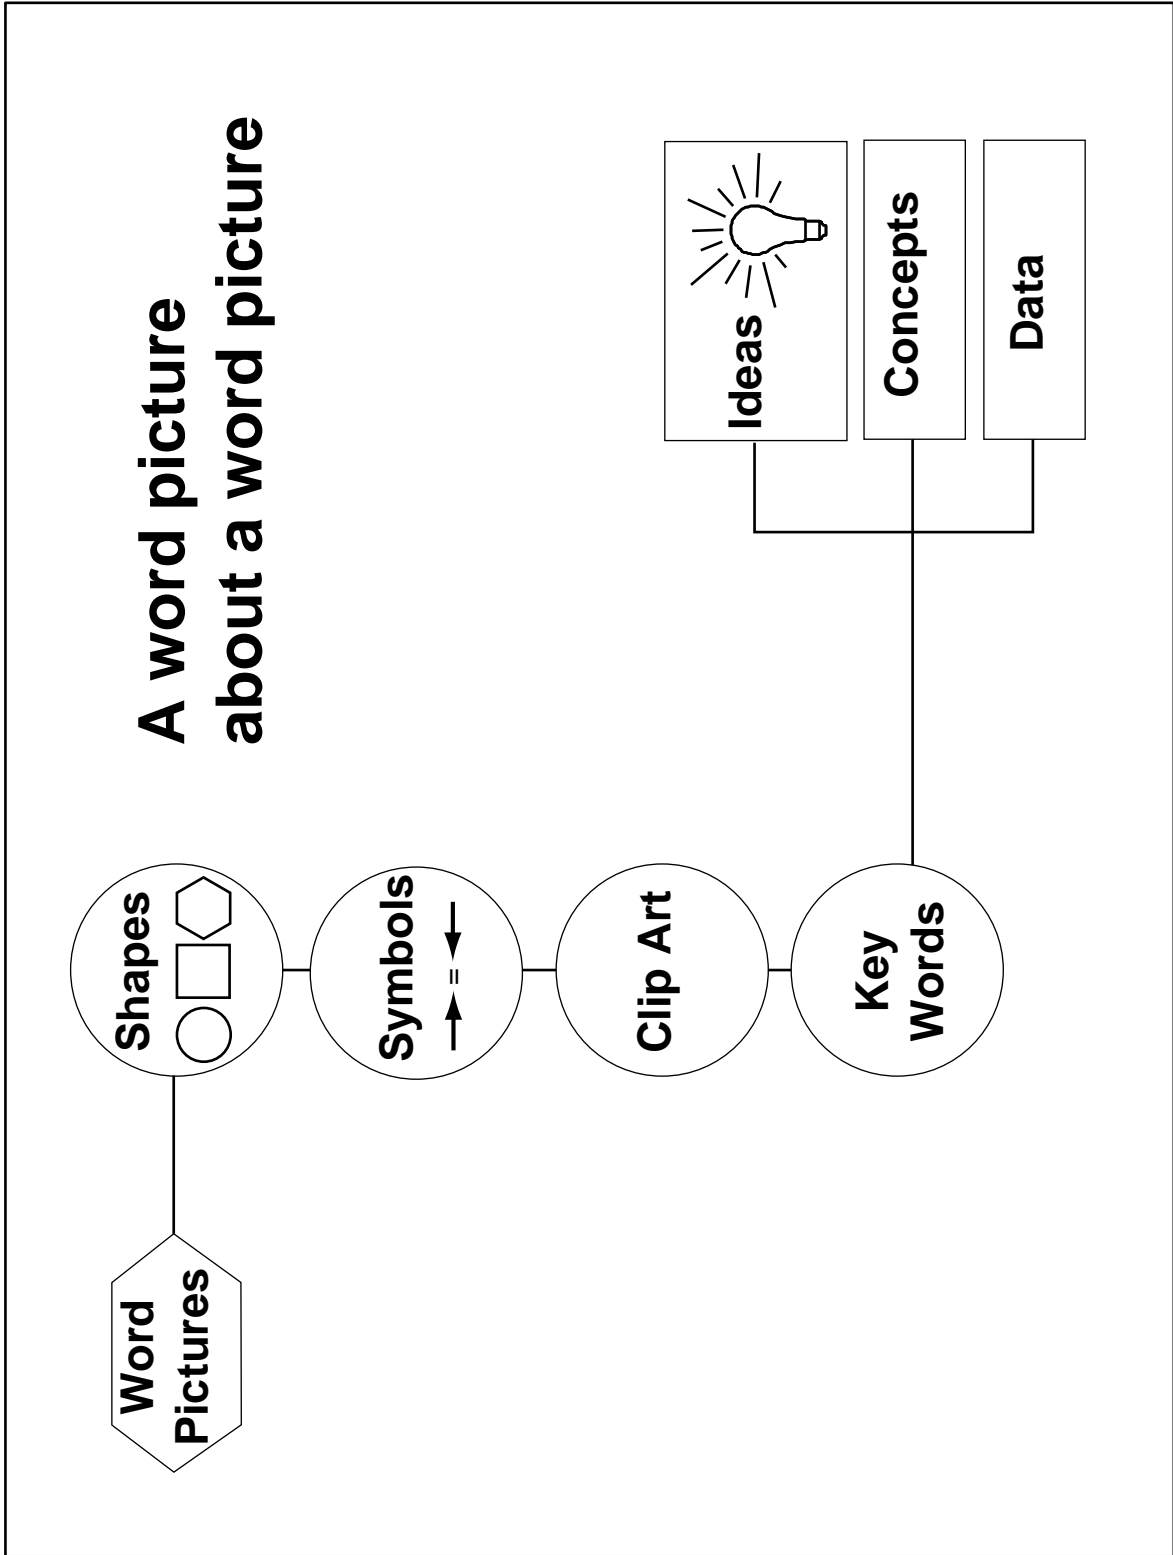 A word picture
about a word picture
Word
Pictures
Shapes
Symbols
=
Clip Art
Key
Words
Ideas
Concepts
Data